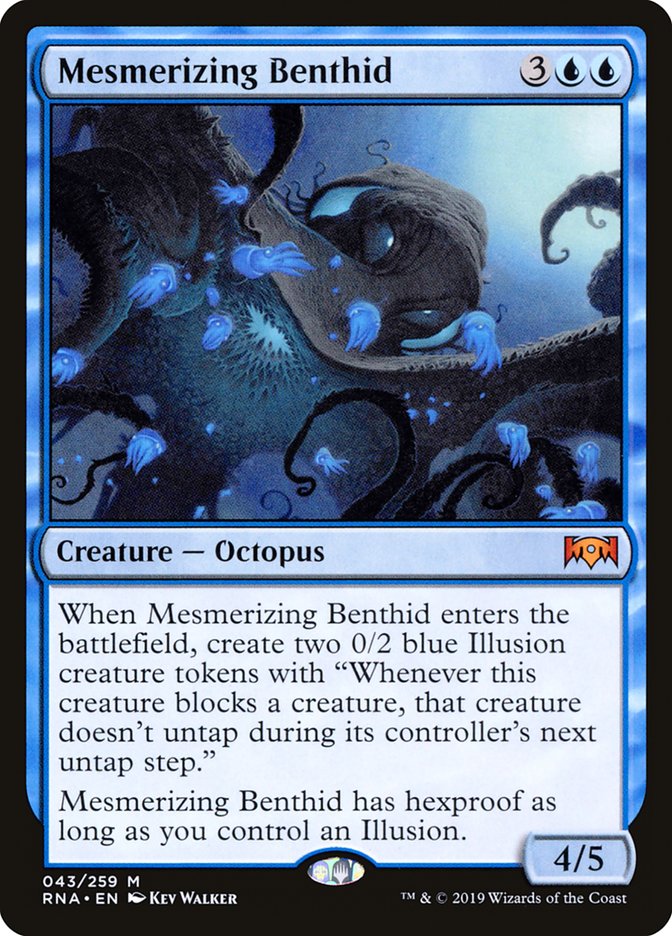 Mesmerizing Benthid 3
Creature — Octopus
When Mesmerizing Benthid enters the
battlefield, create two 0/2 blue Illusion
creature tokens with “Whenever this
creature blocks a creature, that creature
doesn’t untap during its controller’s next
untap step.”
Mesmerizing Benthid has hexproof as
long as you control an Illusion.
4/5
043/259 M
RNA • EN Kev Walker
™ & © 2019 Wizards of the Coast